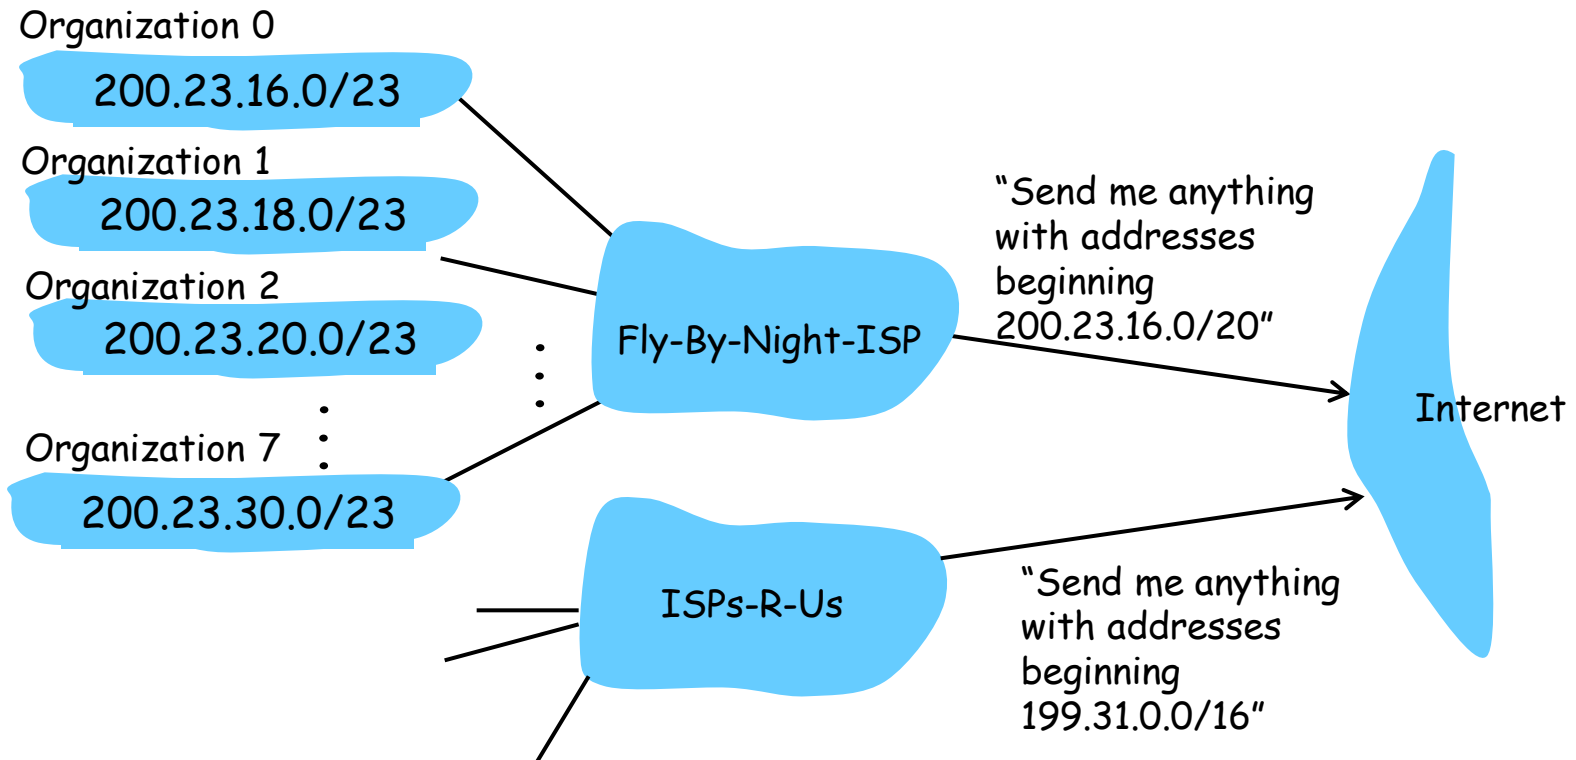 Organization 0
200.23.16.0/23
Organization 1
200.23.18.0/23
Organization 2
200.23.20.0/23
Organization 7
200.23.30.0/23
Fly-By-Night-ISP
“Send me anything
with addresses
beginning
200.23.16.0/20”
Internet
ISPs-R-Us
“Send me anything
with addresses
beginning
199.31.0.0/16”